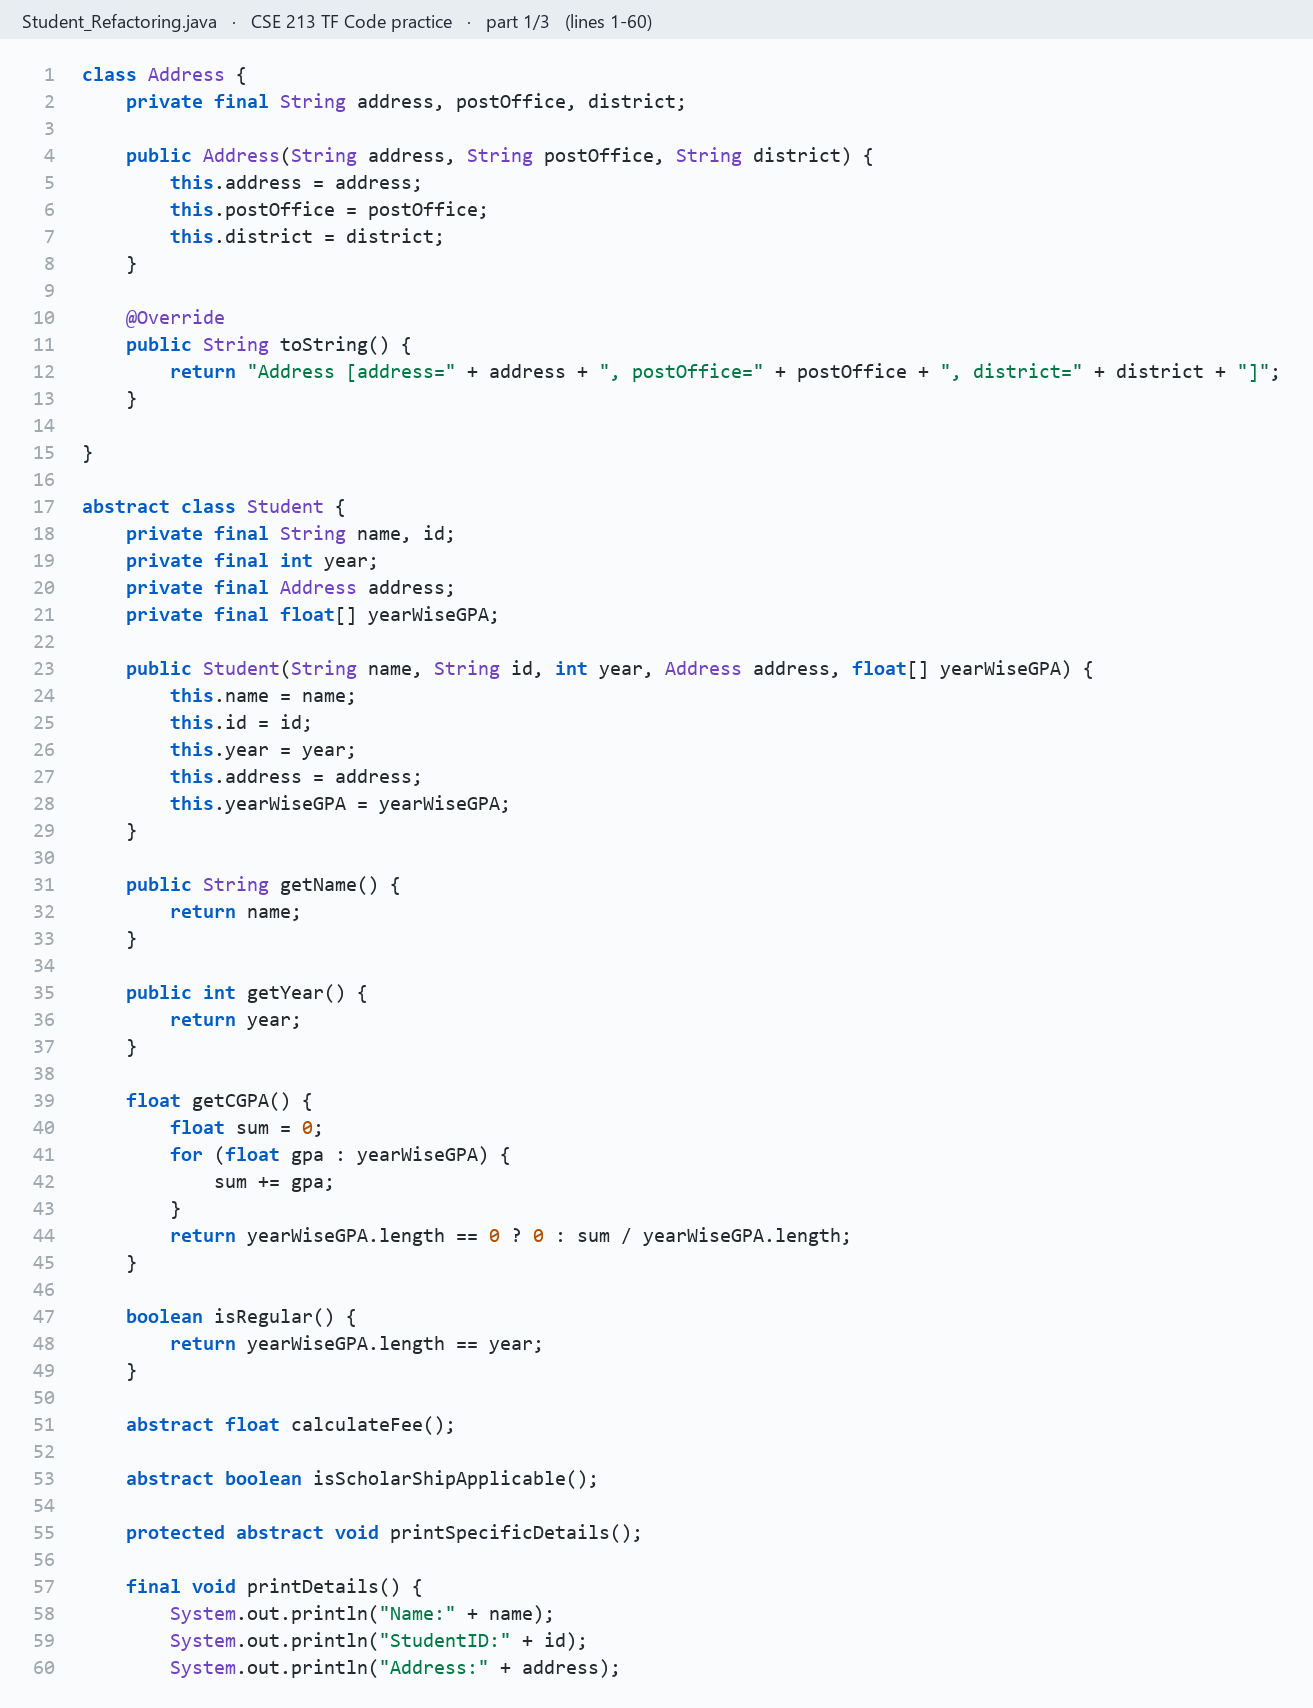 Student_Refactoring.java · CSE 213 TF Code practice · part 1/3 (lines 1-60)
1 class Address {
2     private final String address, postOffice, district;
3
4     public Address(String address, String postOffice, String district) {
5         this.address = address;
6         this.postOffice = postOffice;
7         this.district = district;
8     }
9
10     @Override
11     public String toString() {
12         return "Address [address=" + address + ", postOffice=" + postOffice + ", district=" + district + "]";
13     }
14
15 }
16
17 abstract class Student {
18     private final String name, id;
19     private final int year;
20     private final Address address;
21     private final float[] yearWiseGPA;
22
23     public Student(String name, String id, int year, Address address, float[] yearWiseGPA) {
24         this.name = name;
25         this.id = id;
26         this.year = year;
27         this.address = address;
28         this.yearWiseGPA = yearWiseGPA;
29     }
30
31     public String getName() {
32         return name;
33     }
34
35     public int getYear() {
36         return year;
37     }
38
39     float getCGPA() {
40         float sum = 0;
41         for (float gpa : yearWiseGPA) {
42             sum += gpa;
43         }
44         return yearWiseGPA.length == 0 ? 0 : sum / yearWiseGPA.length;
45     }
46
47     boolean isRegular() {
48         return yearWiseGPA.length == year;
49     }
50
51     abstract float calculateFee();
52
53     abstract boolean isScholarShipApplicable();
54
55     protected abstract void printSpecificDetails();
56
57     final void printDetails() {
58         System.out.println("Name:" + name);
59         System.out.println("StudentID:" + id);
60         System.out.println("Address:" + address);